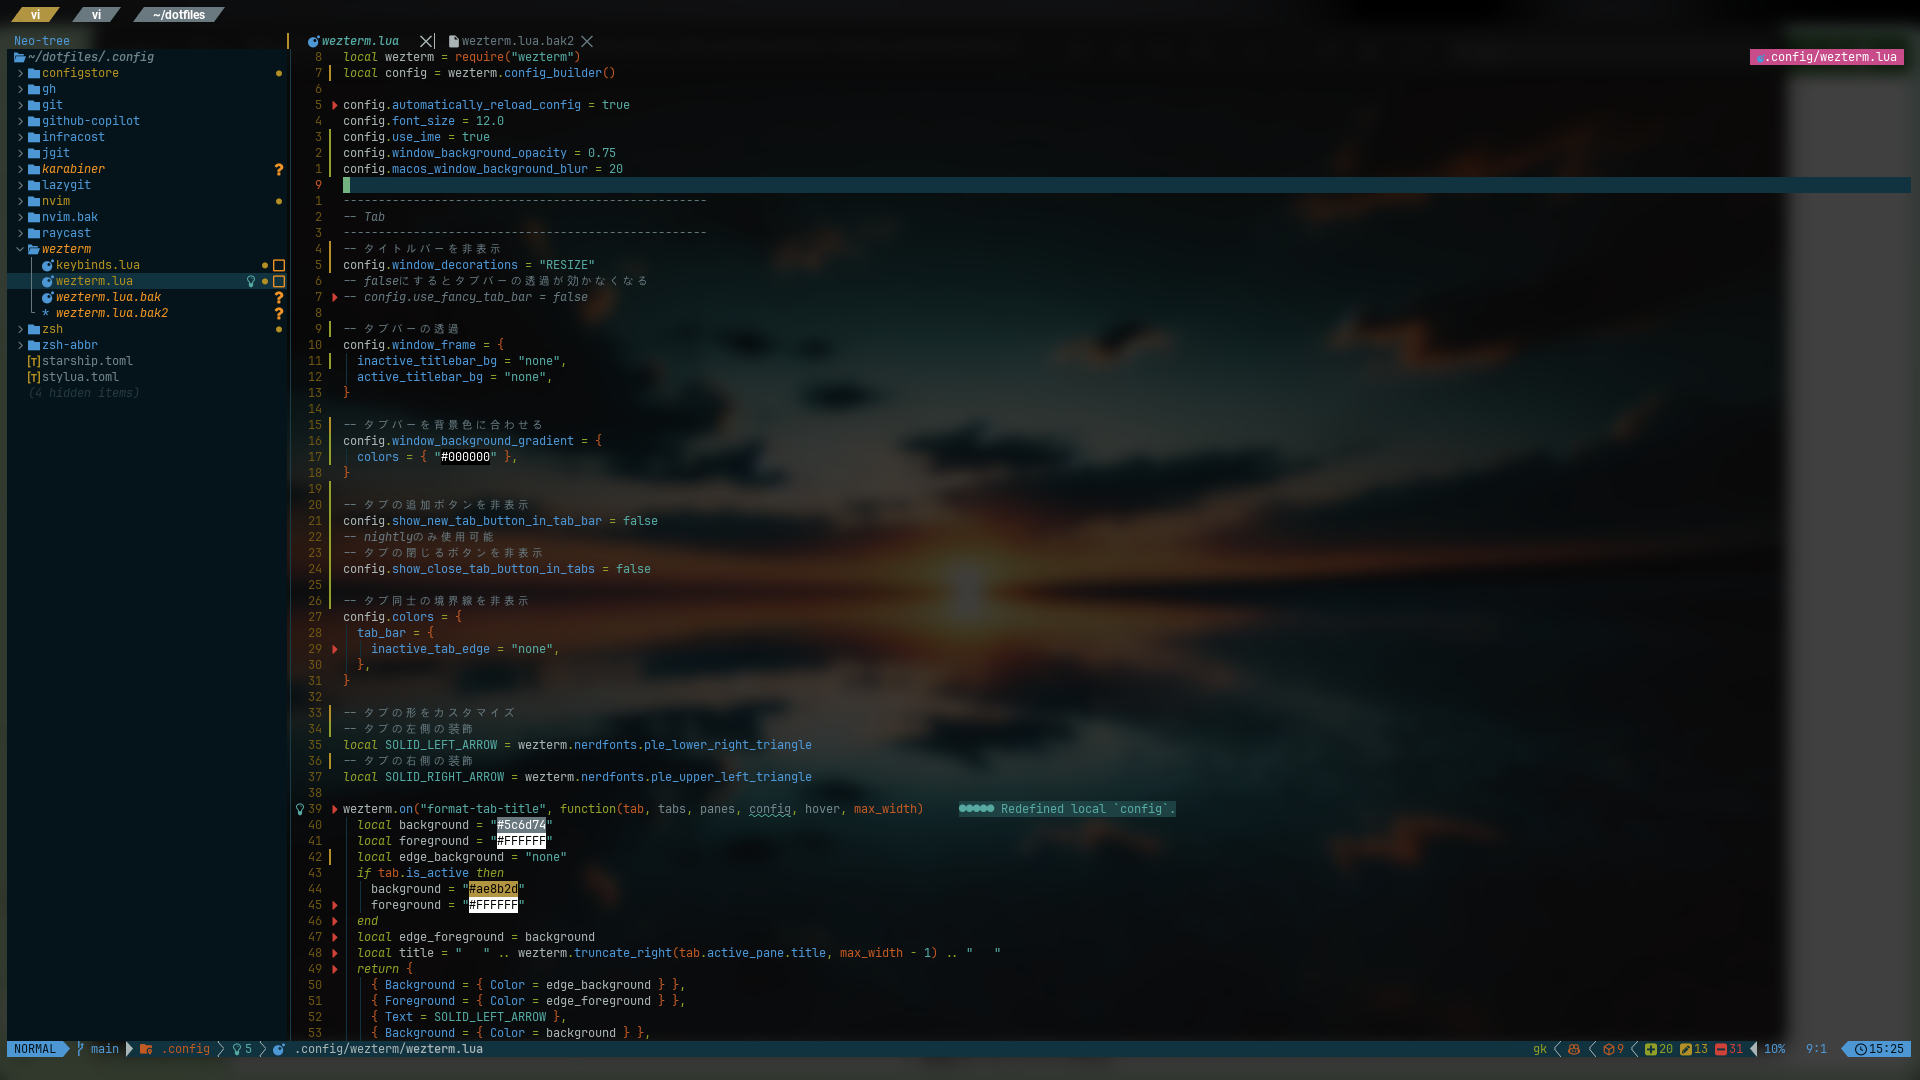 vi vi ~/dotfiles
Neo-tree
~/dotfiles/.config
configstore
gh
git
github-copilot
infracost
jgit
karabiner ?
lazygit
nvim
nvim.bak
raycast
wezterm
keybinds.lua
wezterm.lua
wezterm.lua.bak ?
* wezterm.lua.bak2 ?
zsh
zsh-abbr
[T] starship.toml
[T] stylua.toml
(4 hidden items)
wezterm.lua wezterm.lua.bak2
.config/wezterm.lua
8 local wezterm = require("wezterm")
7 local config = wezterm.config_builder()
6
5 config.automatically_reload_config = true
4 config.font_size = 12.0
3 config.use_ime = true
2 config.window_background_opacity = 0.75
1 config.macos_window_background_blur = 20
9
1 ----------------------------------------------------
2 -- Tab
3 ----------------------------------------------------
4 -- タイトルバーを非表示
5 config.window_decorations = "RESIZE"
6 -- falseにするとタブバーの透過が効かなくなる
7 -- config.use_fancy_tab_bar = false
8
9 -- タブバーの透過
10 config.window_frame = {
11 inactive_titlebar_bg = "none",
12 active_titlebar_bg = "none",
13 }
14
15 -- タブバーを背景色に合わせる
16 config.window_background_gradient = {
17 colors = { "#000000" },
18 }
19
20 -- タブの追加ボタンを非表示
21 config.show_new_tab_button_in_tab_bar = false
22 -- nightlyのみ使用可能
23 -- タブの閉じるボタンを非表示
24 config.show_close_tab_button_in_tabs = false
25
26 -- タブ同士の境界線を非表示
27 config.colors = {
28 tab_bar = {
29 inactive_tab_edge = "none",
30 },
31 }
32
33 -- タブの形をカスタマイズ
34 -- タブの左側の装飾
35 local SOLID_LEFT_ARROW = wezterm.nerdfonts.ple_lower_right_triangle
36 -- タブの右側の装飾
37 local SOLID_RIGHT_ARROW = wezterm.nerdfonts.ple_upper_left_triangle
38
39 wezterm.on("format-tab-title", function(tab, tabs, panes, config, hover, max_width) ●●●●● Redefined local `config`.
40 local background = "#5c6d74"
41 local foreground = "#FFFFFF"
42 local edge_background = "none"
43 if tab.is_active then
44 background = "#ae8b2d"
45 foreground = "#FFFFFF"
46 end
47 local edge_foreground = background
48 local title = "   " .. wezterm.truncate_right(tab.active_pane.title, max_width - 1) .. "   "
49 return {
50 { Background = { Color = edge_background } },
51 { Foreground = { Color = edge_foreground } },
52 { Text = SOLID_LEFT_ARROW },
53 { Background = { Color = background } },
NORMAL main .config 5 .config/wezterm/wezterm.lua gk 9 20 13 31 10% 9:1 15:25